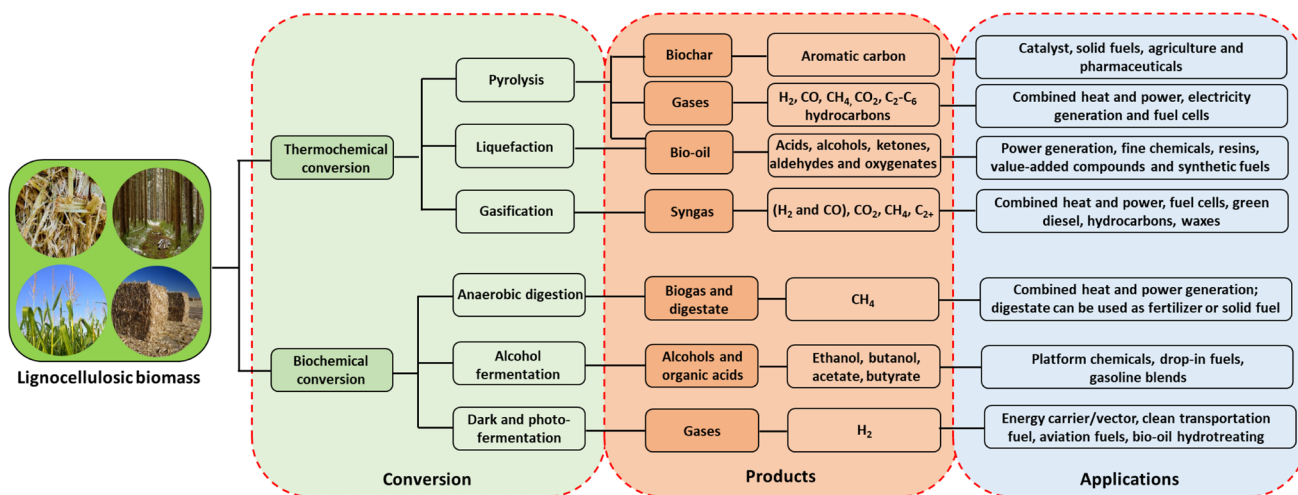 Lignocellulosic biomass
Thermochemical
conversion
Biochemical
conversion
Pyrolysis
Liquefaction
Gasification
Anaerobic digestion
Alcohol
fermentation
Dark and photo-
fermentation
Conversion
Biochar
Aromatic carbon
Gases
H₂, CO, CH₄, CO₂, C₂-C₆
hydrocarbons
Bio-oil
Acids, alcohols, ketones,
aldehydes and oxygenates
Syngas
(H₂ and CO), CO₂, CH₄, C₂₊
Biogas and
digestate
CH₄
Alcohols and
organic acids
Ethanol, butanol,
acetate, butyrate
Gases
H₂
Products
Catalyst, solid fuels, agriculture and
pharmaceuticals
Combined heat and power, electricity
generation and fuel cells
Power generation, fine chemicals, resins,
value-added compounds and synthetic fuels
Combined heat and power, fuel cells, green
diesel, hydrocarbons, waxes
Combined heat and power generation;
digestate can be used as fertilizer or solid fuel
Platform chemicals, drop-in fuels,
gasoline blends
Energy carrier/vector, clean transportation
fuel, aviation fuels, bio-oil hydrotreating
Applications